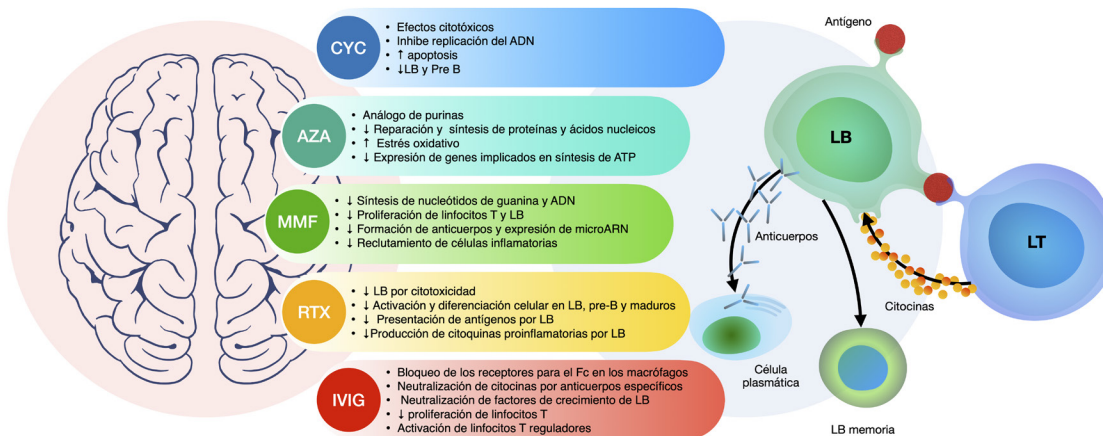 CYC
• Efectos citotóxicos
• Inhibe replicación del ADN
• ↑ apoptosis
• ↓LB y Pre B
AZA
• Análogo de purinas
• ↓ Reparación y síntesis de proteínas y ácidos nucleicos
• ↑ Estrés oxidativo
• ↓ Expresión de genes implicados en síntesis de ATP
MMF
• ↓ Síntesis de nucleótidos de guanina y ADN
• ↓ Proliferación de linfocitos T y LB
• ↓ Formación de anticuerpos y expresión de microARN
• ↓ Reclutamiento de células inflamatorias
RTX
• ↓ LB por citotoxicidad
• ↓ Activación y diferenciación celular en LB, pre-B y maduros
• ↓ Presentación de antígenos por LB
• ↓Producción de citoquinas proinflamatorias por LB
IVIG
• Bloqueo de los receptores para el Fc en los macrófagos
• Neutralización de citocinas por anticuerpos específicos
• Neutralización de factores de crecimiento de LB
• ↓ proliferación de linfocitos T
• Activación de linfocitos T reguladores
Antígeno
LB
LT
Anticuerpos
Citocinas
Célula
plasmática
LB memoria